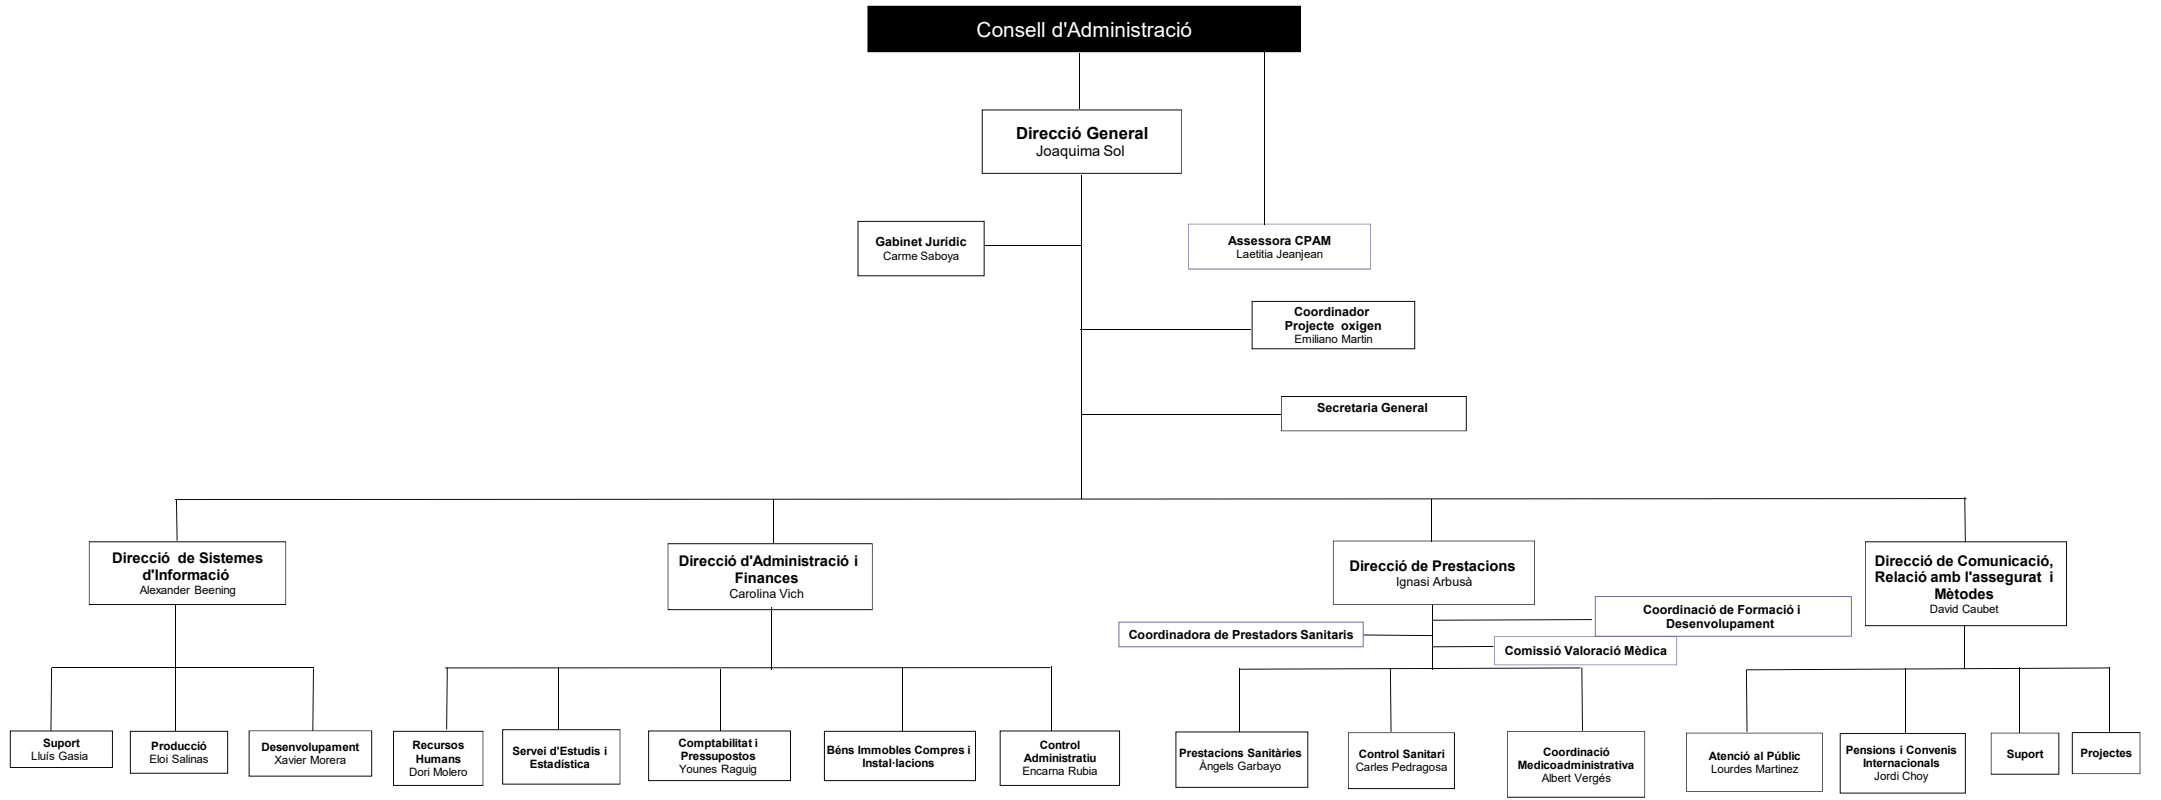 Consell d'Administració
Direcció General
Joaquima Sol
Gabinet Jurídic
Carme Saboya
Assessora CPAM
Laetitia Jeanjean
Coordinador
Projecte oxigen
Emiliano Martin
Secretaria General
Direcció de Sistemes
d'Informació
Alexander Beening
Direcció d'Administració i
Finances
Carolina Vich
Direcció de Prestacions
Ignasi Arbusà
Direcció de Comunicació,
Relació amb l'assegurat i
Mètodes
David Caubet
Coordinació de Formació i
Desenvolupament
Coordinadora de Prestadors Sanitaris
Comissió Valoració Mèdica
Suport
Lluís Gasia
Producció
Eloi Salinas
Desenvolupament
Xavier Morera
Recursos
Humans
Dori Molero
Servei d'Estudis i
Estadística
Comptabilitat i
Pressupostos
Younes Raguig
Béns Immobles Compres i
Instal·lacions
Control
Administratiu
Encarna Rubia
Prestacions Sanitàries
Àngels Garbayo
Control Sanitari
Carles Pedragosa
Coordinació
Medicoadministrativa
Albert Vergés
Atenció al Públic
Lourdes Martinez
Pensions i Convenis
Internacionals
Jordi Choy
Suport
Projectes